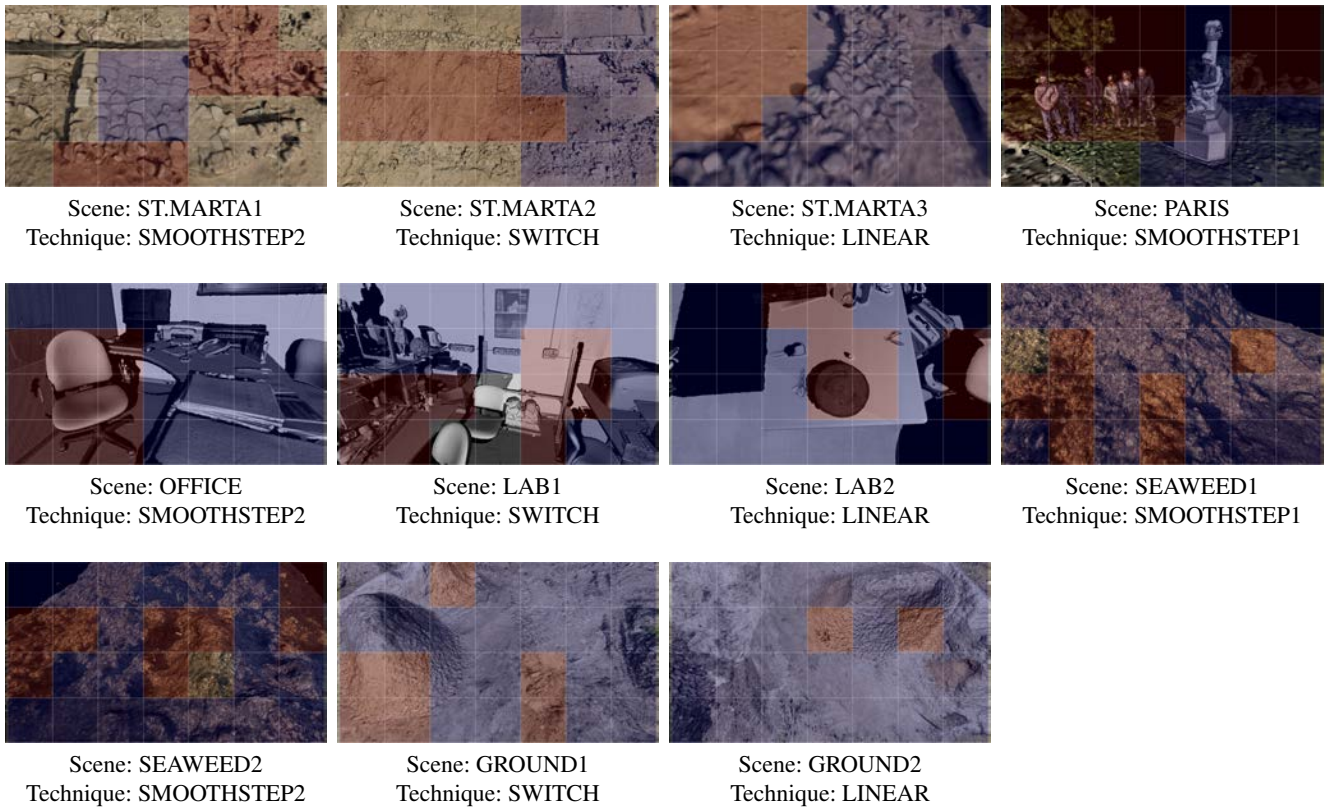 Scene: ST.MARTA1
Technique: SMOOTHSTEP2
Scene: ST.MARTA2
Technique: SWITCH
Scene: ST.MARTA3
Technique: LINEAR
Scene: PARIS
Technique: SMOOTHSTEP1
Scene: OFFICE
Technique: SMOOTHSTEP2
Scene: LAB1
Technique: SWITCH
Scene: LAB2
Technique: LINEAR
Scene: SEAWEED1
Technique: SMOOTHSTEP1
Scene: SEAWEED2
Technique: SMOOTHSTEP2
Scene: GROUND1
Technique: SWITCH
Scene: GROUND2
Technique: LINEAR